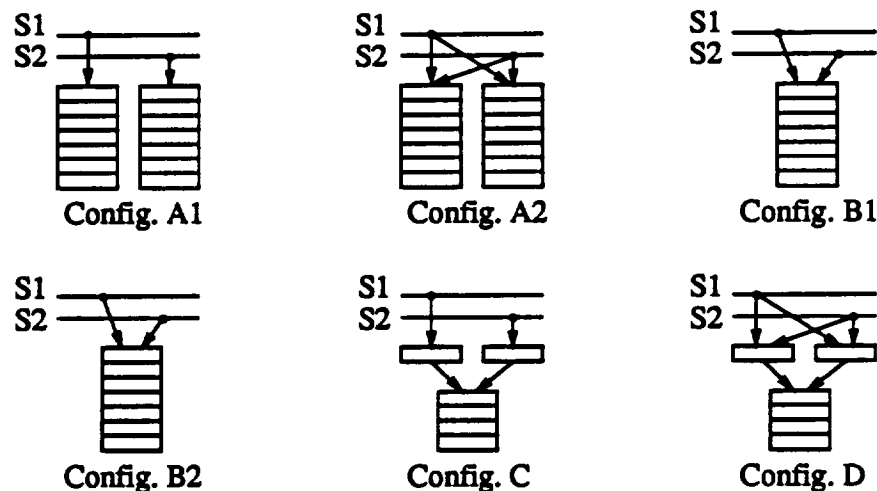 S1 S1 S1
S2 S2 S2
Config. A1 Config. A2 Config. B1
S1 S1 S1
S2 S2 S2
Config. B2 Config. C Config. D